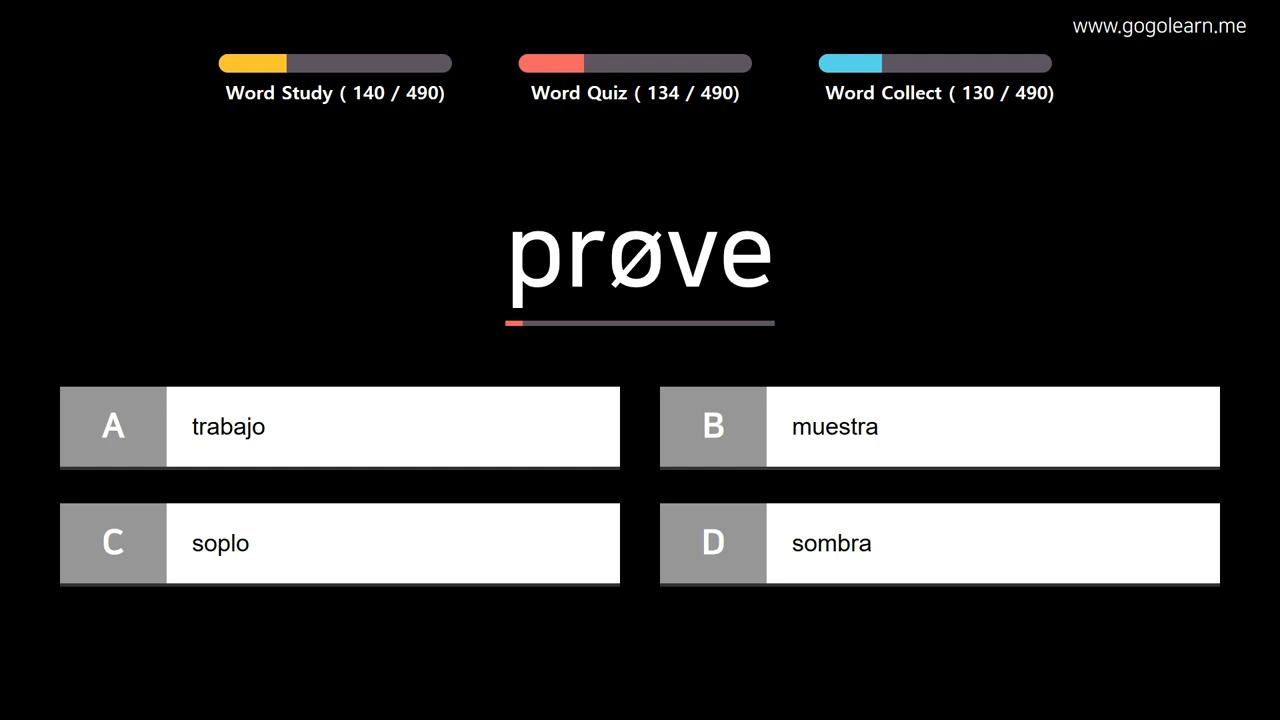 www.gogolearn.me
Word Study ( 140 / 490)
Word Quiz ( 134 / 490)
Word Collect ( 130 / 490)
prøve
A trabajo
B muestra
C soplo
D sombra